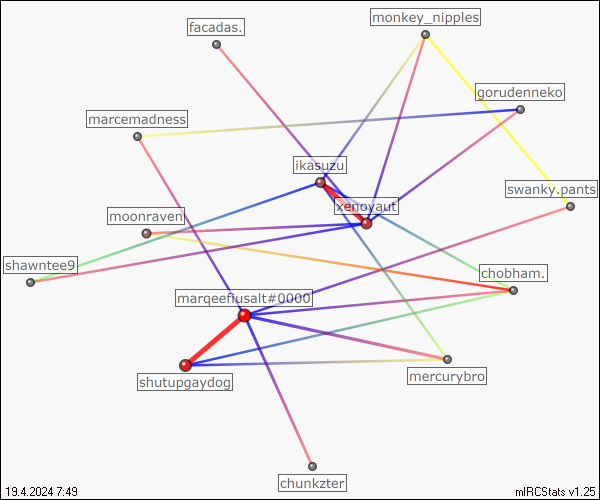 facadas.
monkey_nipples
gorudenneko
marcemadness
ikasuzu
swanky.pants
xenoyaut
moonraven
shawntee9
chobham.
marqeefiusalt#0000
shutupgaydog
mercurybro
chunkzter
19.4.2024 7:49
mIRCStats v1.25